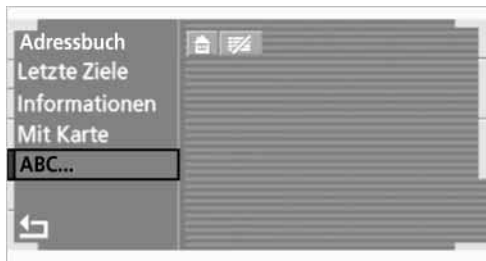 Adressbuch
Letzte Ziele
Informationen
Mit Karte
ABC...